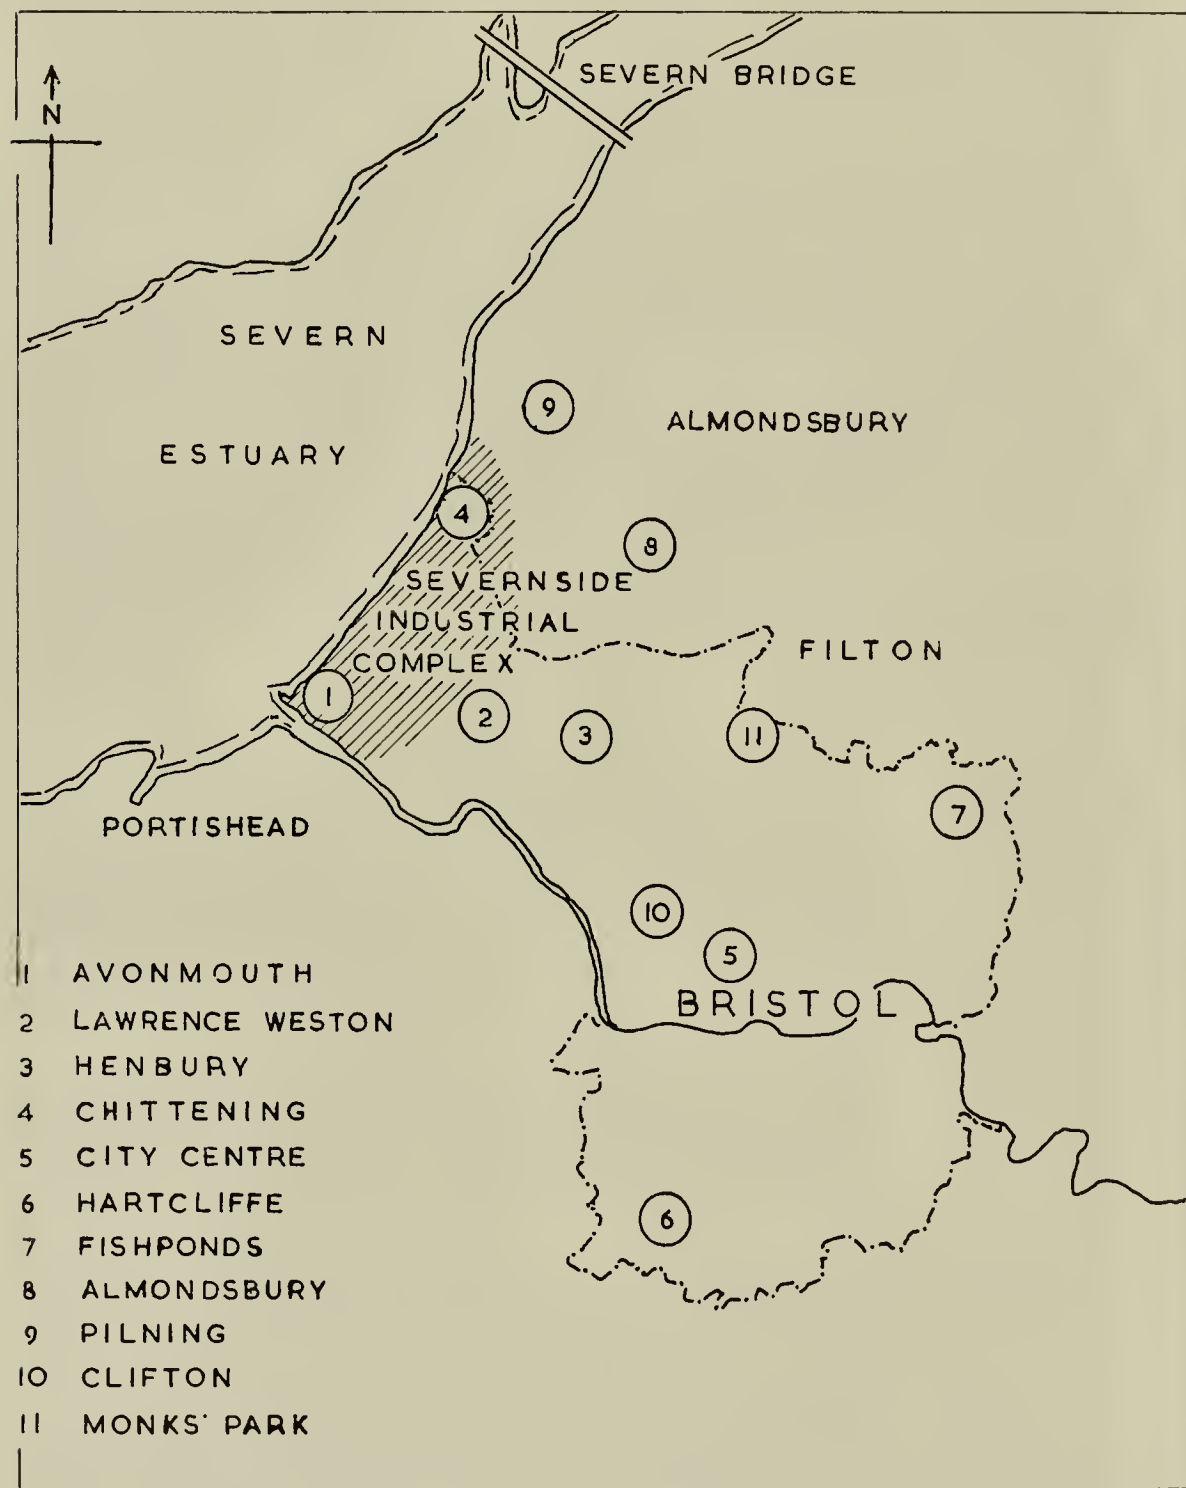 SEVERN BRIDGE
N
SEVERN
ESTUARY
9
ALMONDSBURY
4
8
SEVERNSIDE
INDUSTRIAL
COMPLEX
FILTON
1
2
3
11
7
PORTISHEAD
10
5
BRISTOL
6
1 AVONMOUTH
2 LAWRENCE WESTON
3 HENBURY
4 CHITTENING
5 CITY CENTRE
6 HARTCLIFFE
7 FISHPONDS
8 ALMONDSBURY
9 PILNING
10 CLIFTON
11 MONKS' PARK